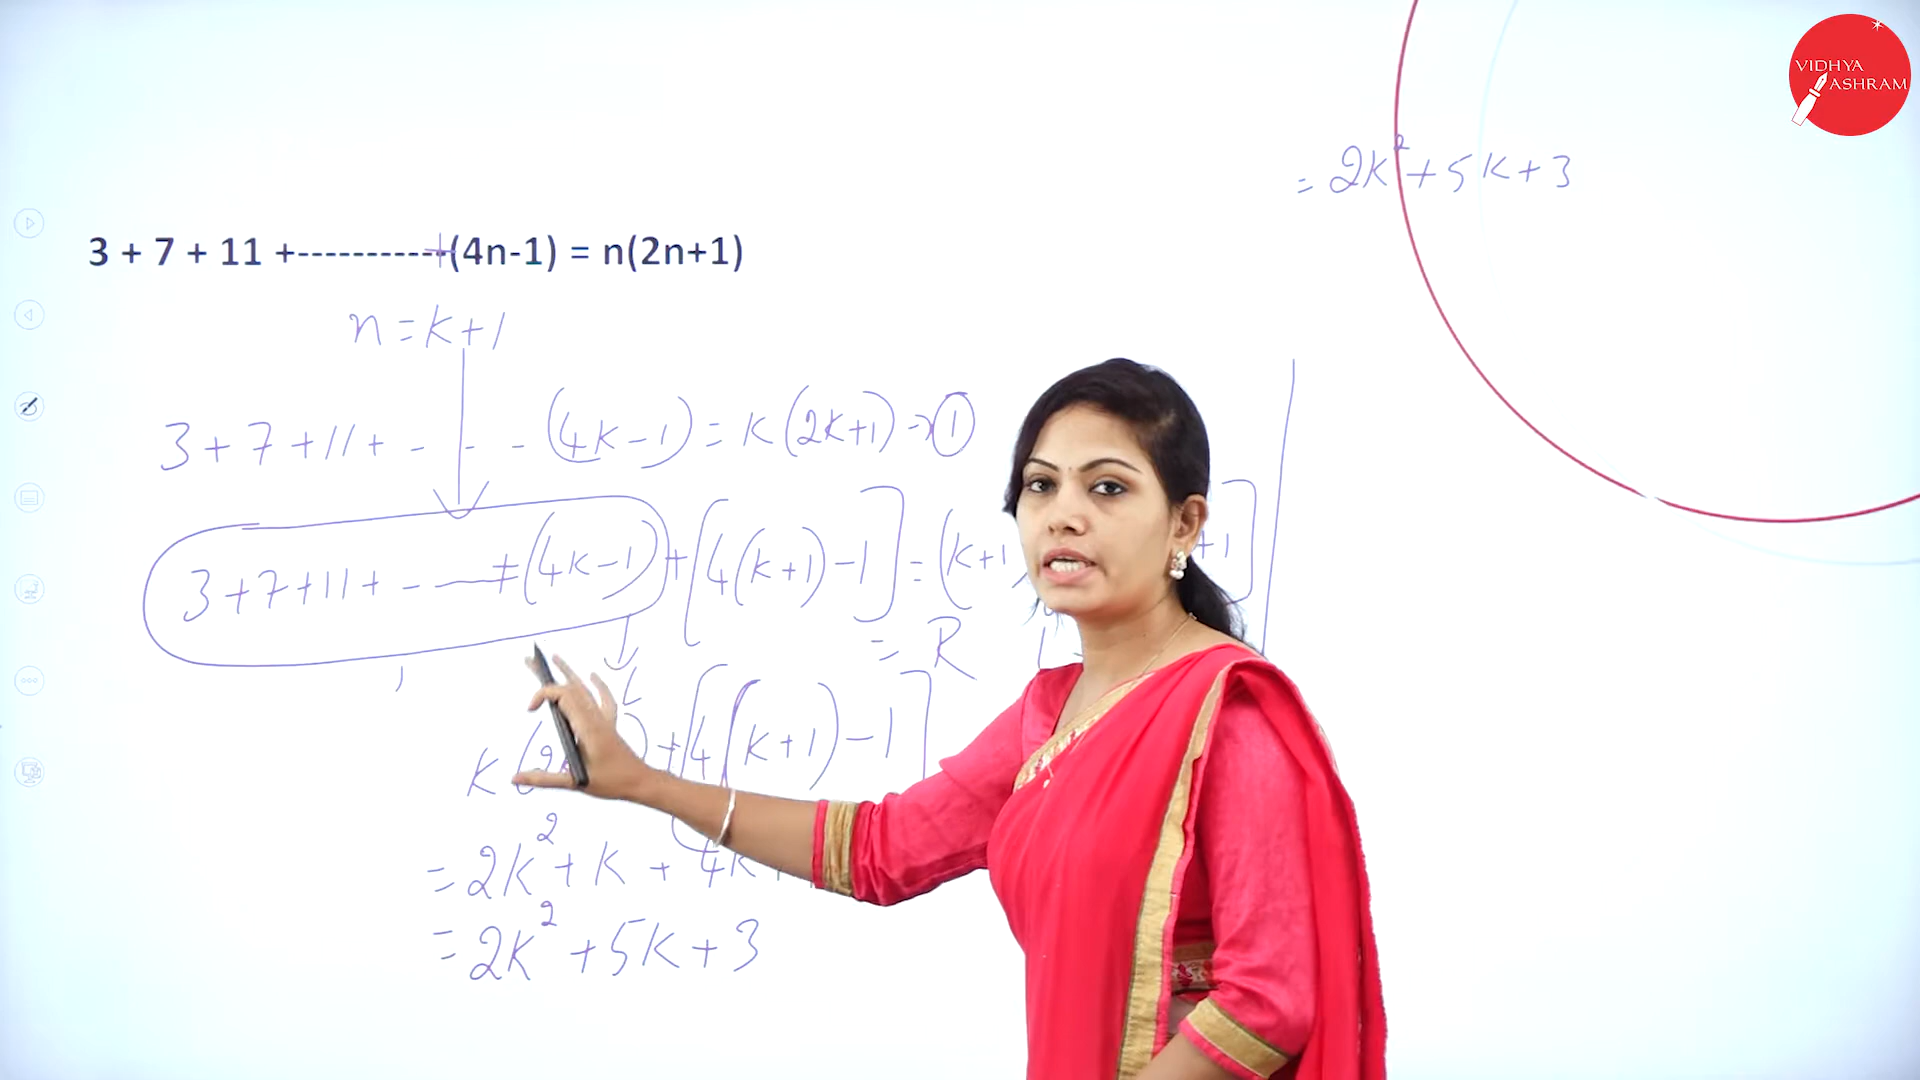 VIDHYA
ASHRAM
= 2k² + 5k + 3
3 + 7 + 11 +----------+(4n-1) = n(2n+1)
n = k+1
3 + 7 + 11 + - - - (4k-1) = k(2k+1) → ①
3+7+11+ - — +(4k-1) + [4(k+1)-1] = (k+1) +1]
= R L
L
k(2k ) + [4(k+1)-1]
= 2k² + k + 4k
= 2k² + 5k + 3